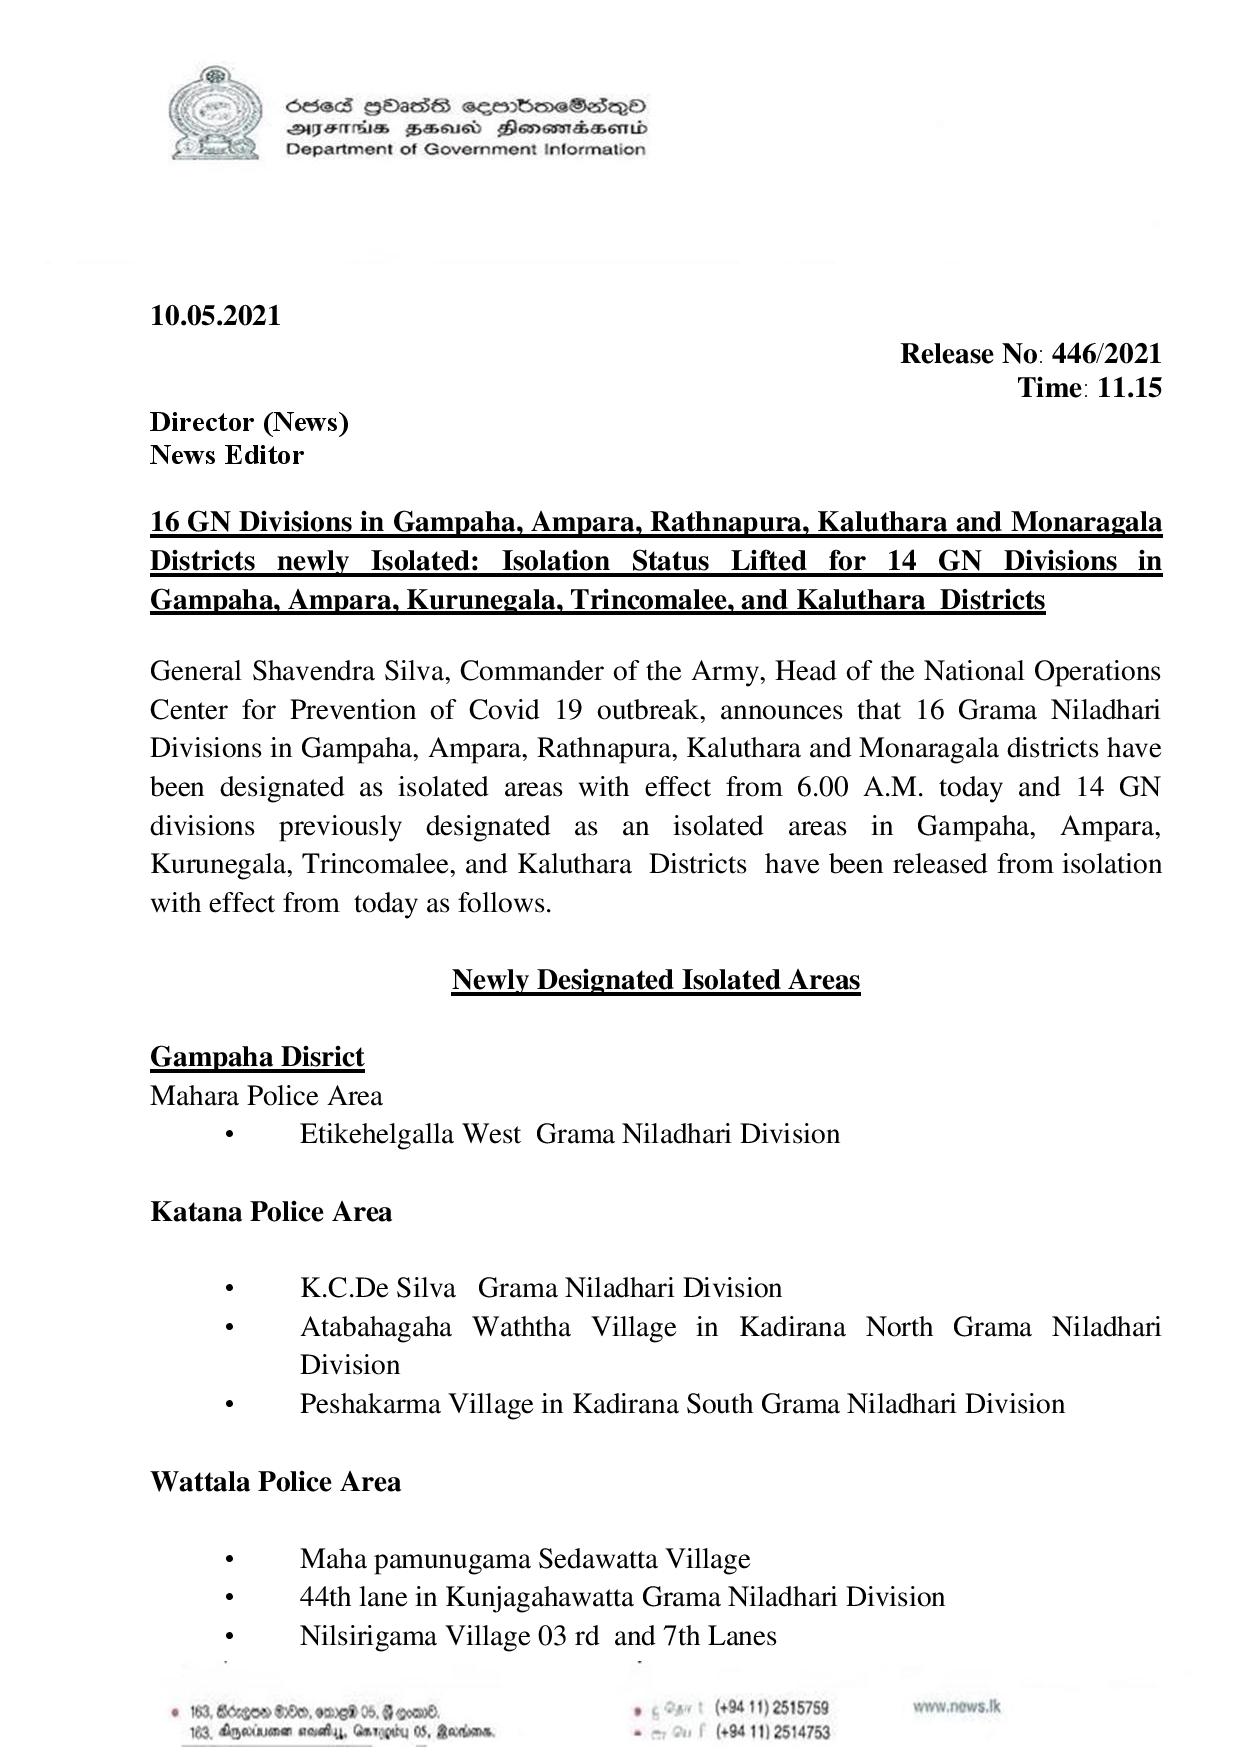 රජයේ ප්‍රවෘත්ති දෙපාර්තමේන්තුව
அரசாங்க தகவல் திணைக்களம்
Department of Government Information
10.05.2021
Release No: 446/2021
Time: 11.15
Director (News)
News Editor
16 GN Divisions in Gampaha, Ampara, Rathnapura, Kaluthara and Monaragala
Districts newly Isolated: Isolation Status Lifted for 14 GN Divisions in
Gampaha, Ampara, Kurunegala, Trincomalee, and Kaluthara Districts
General Shavendra Silva, Commander of the Army, Head of the National Operations
Center for Prevention of Covid 19 outbreak, announces that 16 Grama Niladhari
Divisions in Gampaha, Ampara, Rathnapura, Kaluthara and Monaragala districts have
been designated as isolated areas with effect from 6.00 A.M. today and 14 GN
divisions previously designated as an isolated areas in Gampaha, Ampara,
Kurunegala, Trincomalee, and Kaluthara Districts have been released from isolation
with effect from today as follows.
Newly Designated Isolated Areas
Gampaha Disrict
Mahara Police Area
• Etikehelgalla West Grama Niladhari Division
Katana Police Area
• K.C.De Silva Grama Niladhari Division
• Atabahagaha Waththa Village in Kadirana North Grama Niladhari
Division
• Peshakarma Village in Kadirana South Grama Niladhari Division
Wattala Police Area
• Maha pamunugama Sedawatta Village
• 44th lane in Kunjagahawatta Grama Niladhari Division
• Nilsirigama Village 03 rd and 7th Lanes
163, කිරුළපන මාවත, කොළඹ 05, ශ්‍රී ලංකාව.
163, கிருலப்பனை எவனியூ, கொழும்பு 05, இலங்கை.
(+94 11) 2515759
(+94 11) 2514753
www.news.lk